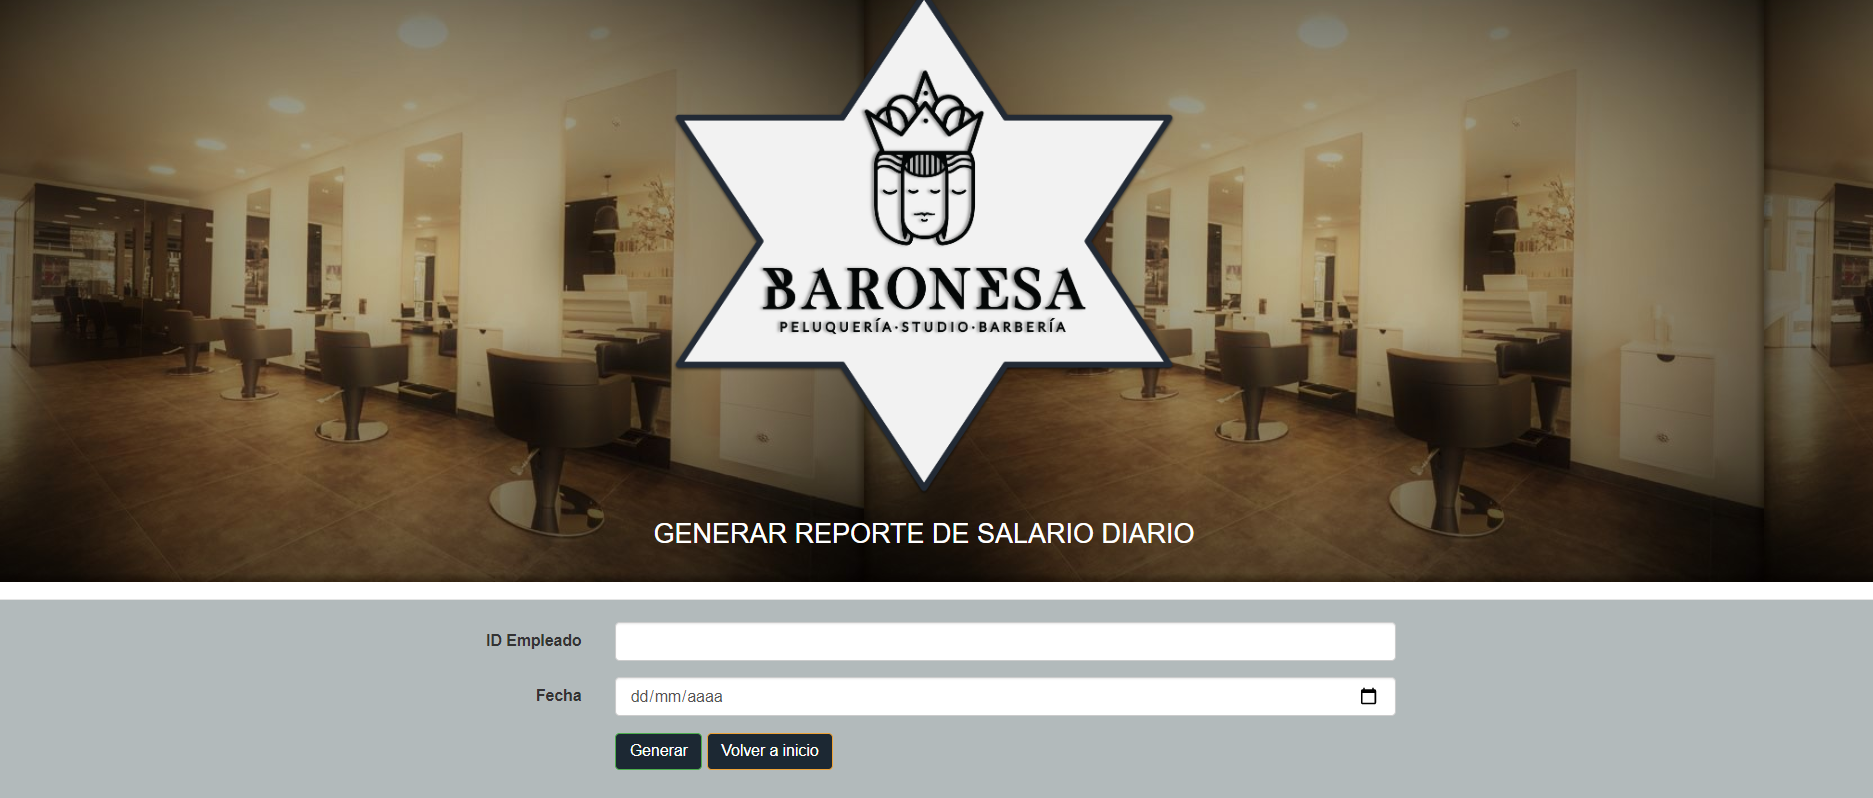 BARONESA
PELUQUERÍA·STUDIO·BARBERÍA
GENERAR REPORTE DE SALARIO DIARIO
ID Empleado
Fecha dd/mm/aaaa
Generar Volver a inicio